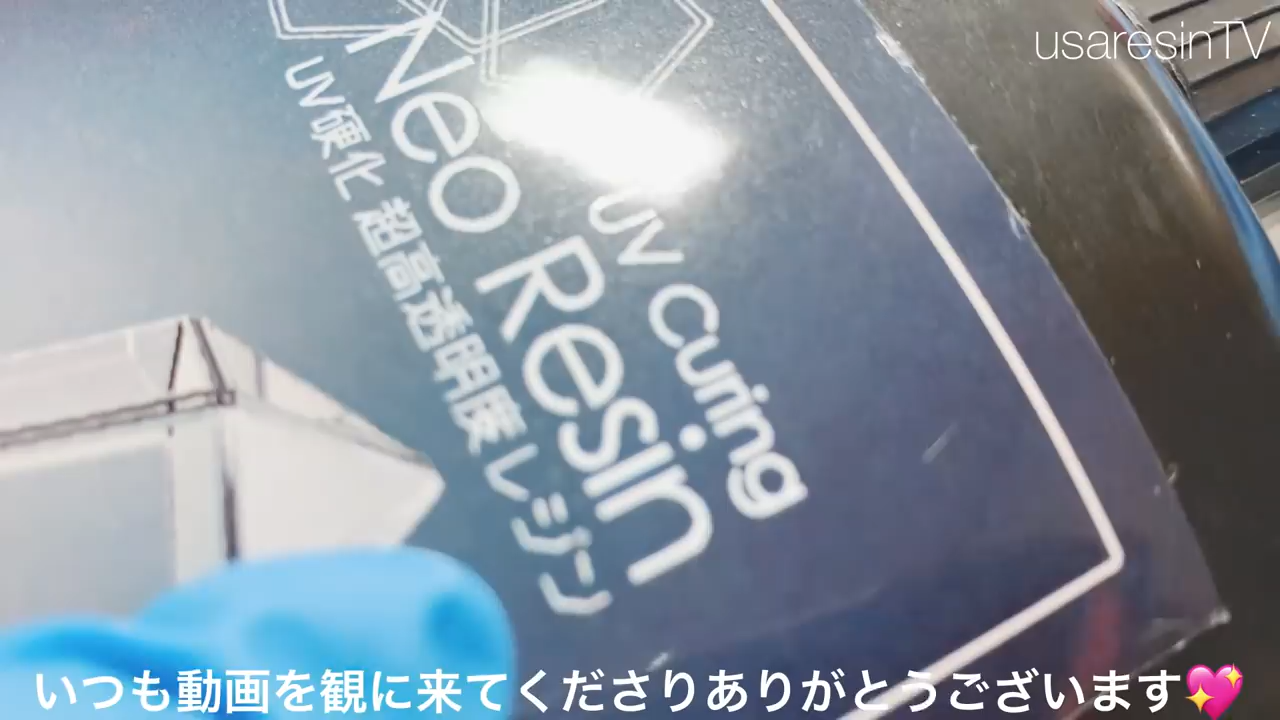 usaresinTV
UV Curing
Neo Resin
UV硬化 超高透明度レジン
いつも動画を観に来てくださりありがとうございます💖